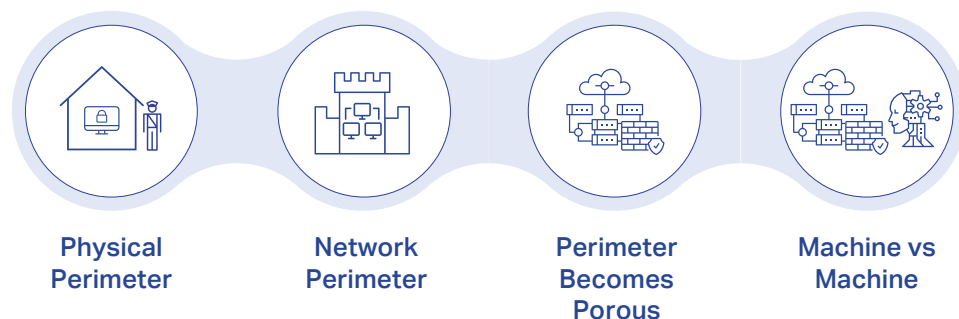 Physical
Perimeter
Network
Perimeter
Perimeter
Becomes
Porous
Machine vs
Machine